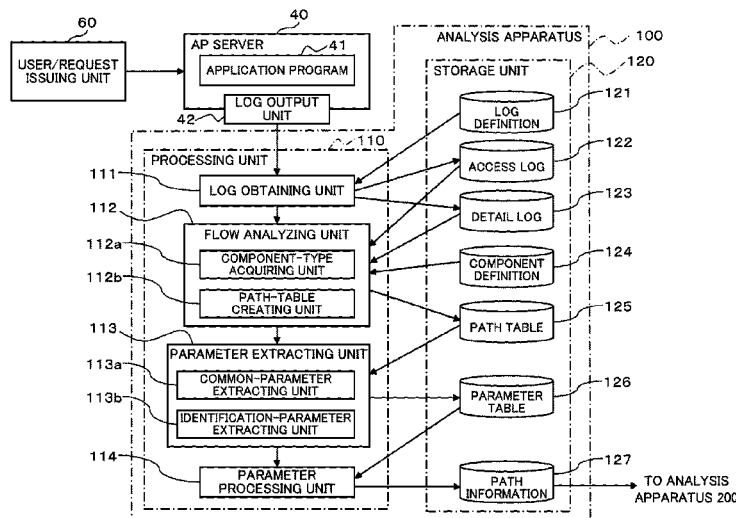 60
USER/REQUEST
ISSUING UNIT
40
AP SERVER
41
APPLICATION PROGRAM
LOG OUTPUT
UNIT
42
ANALYSIS APPARATUS
100
STORAGE UNIT
120
LOG
DEFINITION
121
ACCESS LOG
122
DETAIL LOG
123
COMPONENT
DEFINITION
124
PATH TABLE
125
PARAMETER
TABLE
126
PATH
INFORMATION
127
TO ANALYSIS
APPARATUS 200
110
PROCESSING UNIT
111
LOG OBTAINING UNIT
112
FLOW ANALYZING UNIT
112a
COMPONENT-TYPE
ACQUIRING UNIT
112b
PATH-TABLE
CREATING UNIT
113
PARAMETER EXTRACTING UNIT
113a
COMMON-PARAMETER
EXTRACTING UNIT
113b
IDENTIFICATION-PARAMETER
EXTRACTING UNIT
114
PARAMETER
PROCESSING UNIT